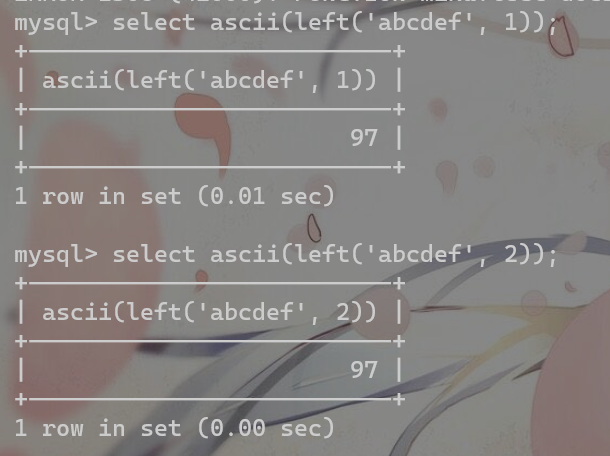 mysql> select ascii(left('abcdef', 1));
+------------------------+
| ascii(left('abcdef', 1)) |
+------------------------+
|                     97 |
+------------------------+
1 row in set (0.01 sec)
mysql> select ascii(left('abcdef', 2));
+------------------------+
| ascii(left('abcdef', 2)) |
+------------------------+
|                     97 |
+------------------------+
1 row in set (0.00 sec)